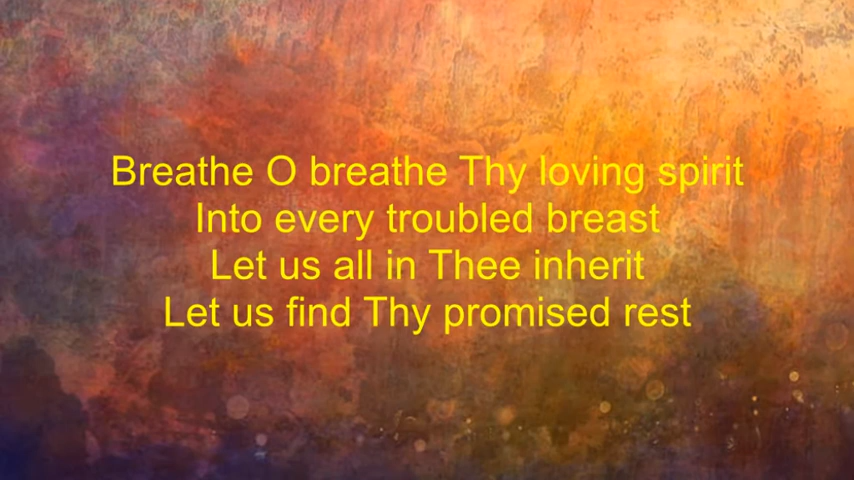 Breathe O breathe Thy loving spirit
Into every troubled breast
Let us all in Thee inherit
Let us find Thy promised rest